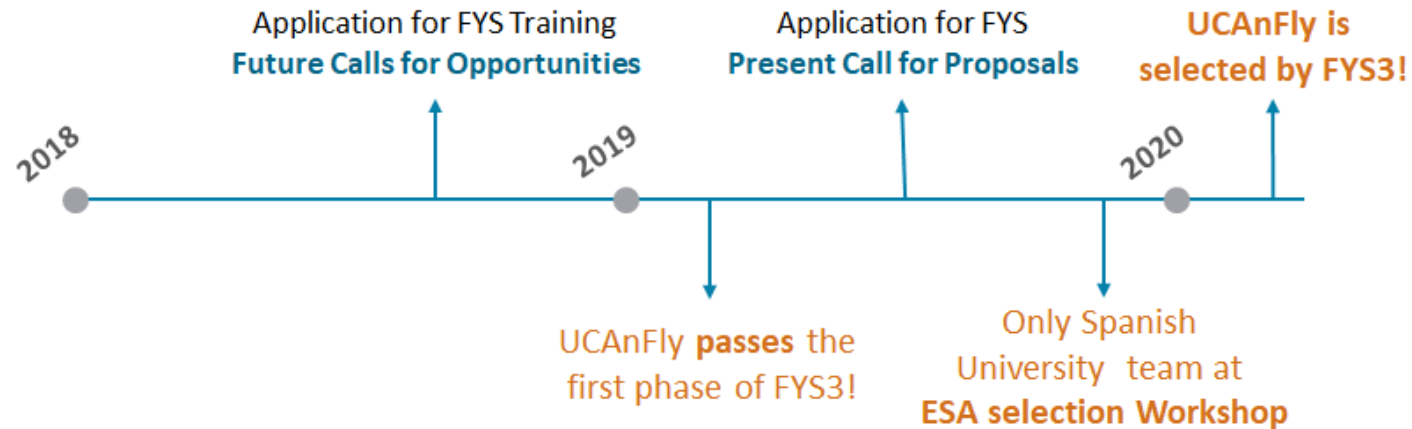 Application for FYS Training
Future Calls for Opportunities
Application for FYS
Present Call for Proposals
UCAnFly is
selected by FYS3!
2018
2019
2020
UCAnFly passes the
first phase of FYS3!
Only Spanish
University team at
ESA selection Workshop